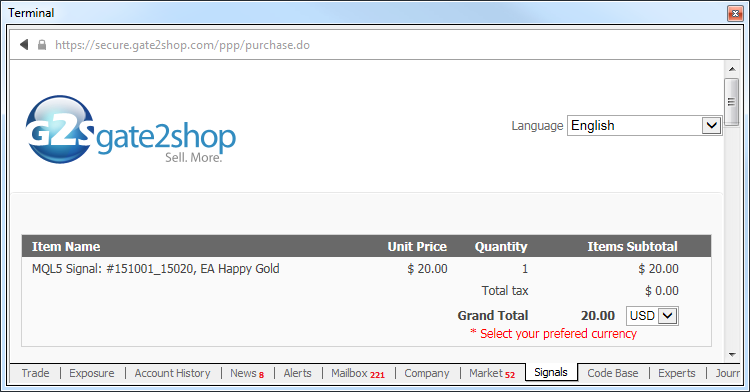 Terminal
https://secure.gate2shop.com/ppp/purchase.do
G2S gate2shop
Sell. More.
Language English
Item Name Unit Price Quantity Items Subtotal
MQL5 Signal: #151001_15020, EA Happy Gold $ 20.00 1 $ 20.00
Total tax $ 0.00
Grand Total 20.00 USD
* Select your prefered currency
Trade Exposure Account History News 8 Alerts Mailbox 221 Company Market 52 Signals Code Base Experts Journ